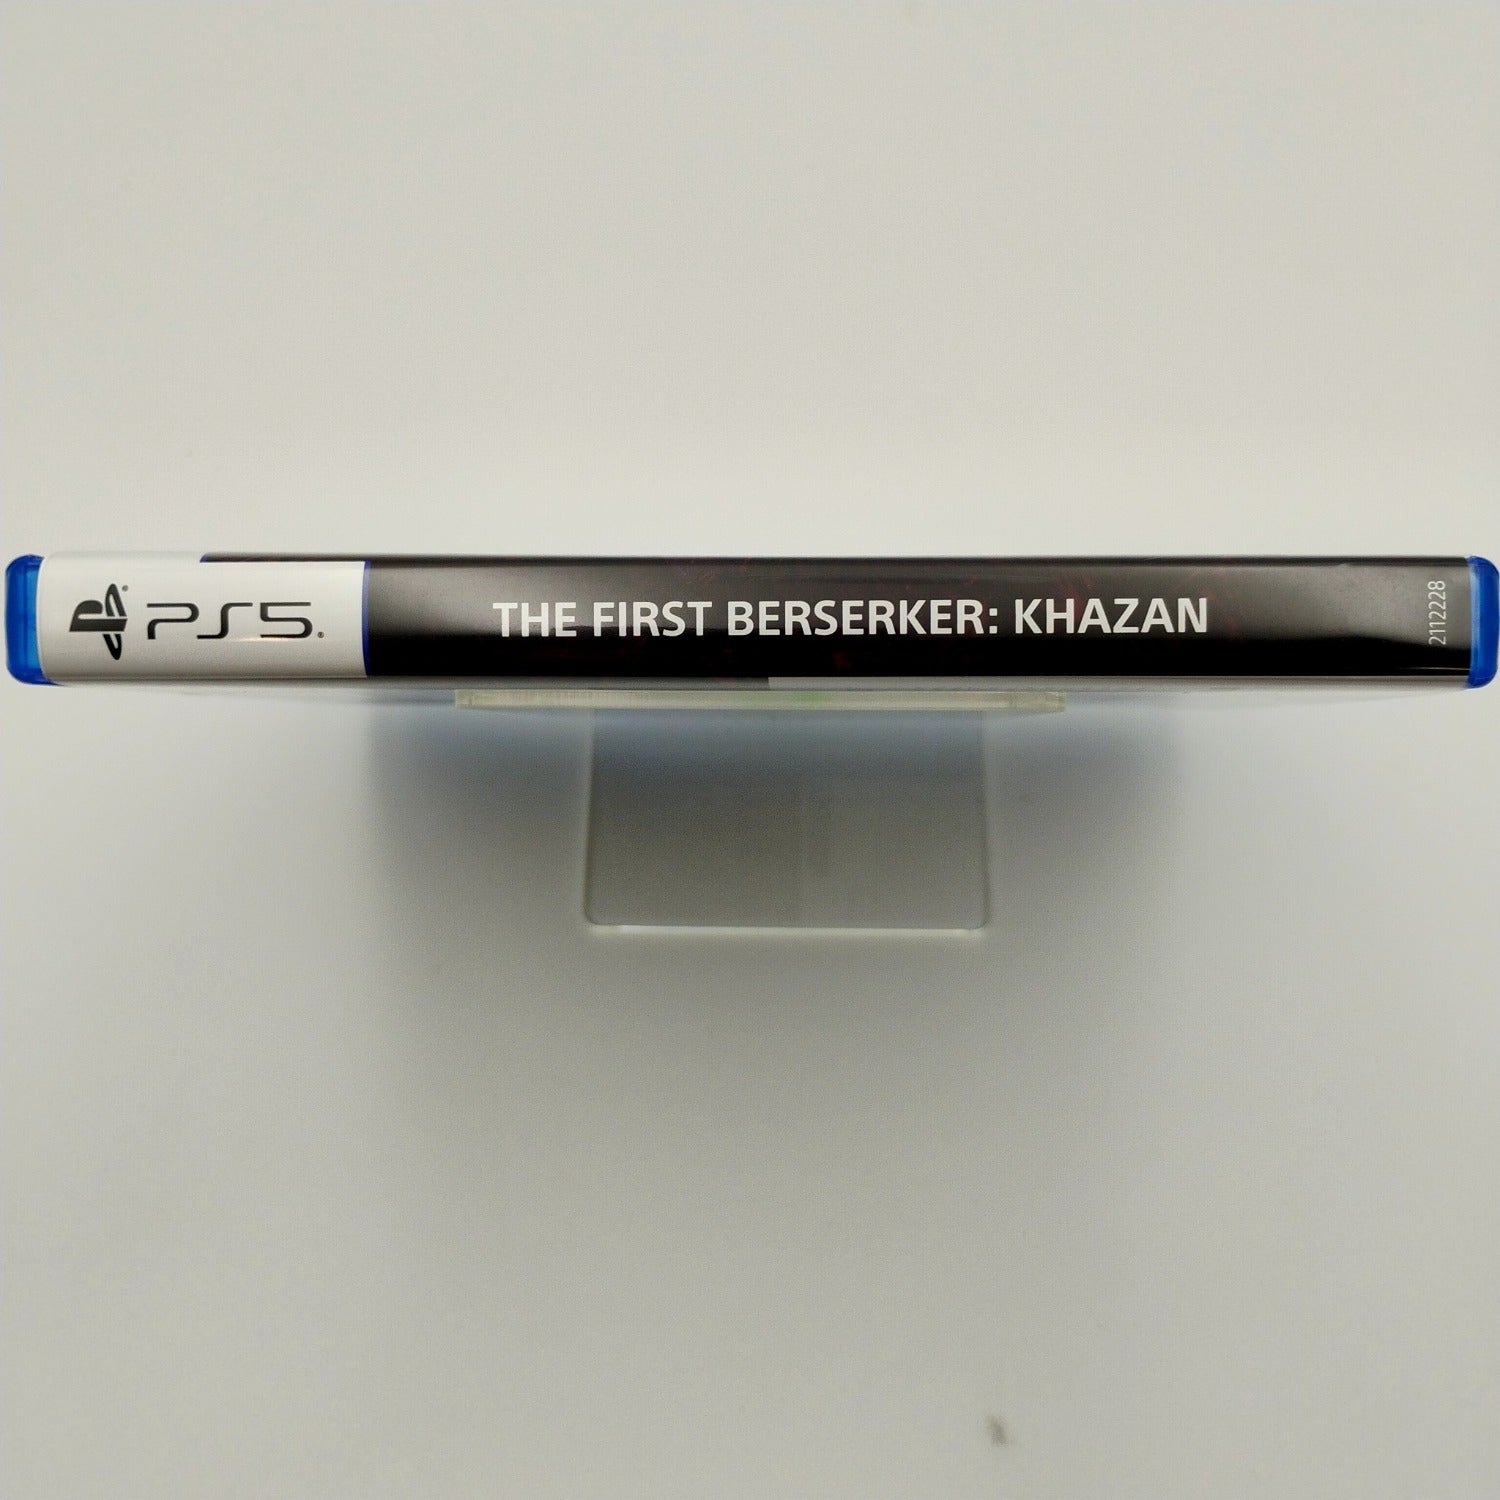 PS5
THE FIRST BERSERKER: KHAZAN
2112228